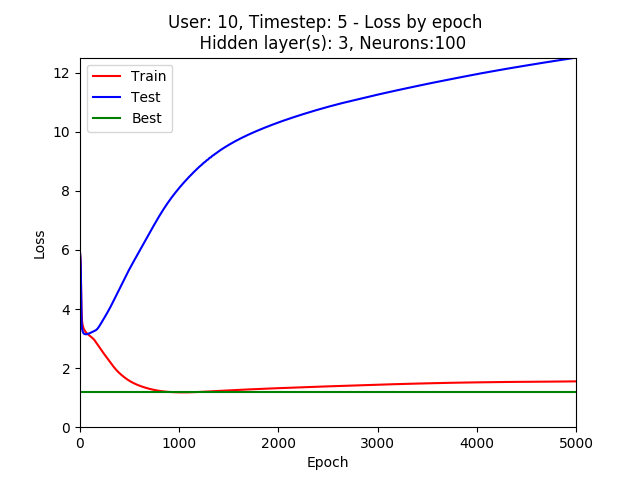 User: 10, Timestep: 5 - Loss by epoch
Hidden layer(s): 3, Neurons:100
Train
Test
Best
12
10
8
6
4
2
0
Loss
0 1000 2000 3000 4000 5000
Epoch